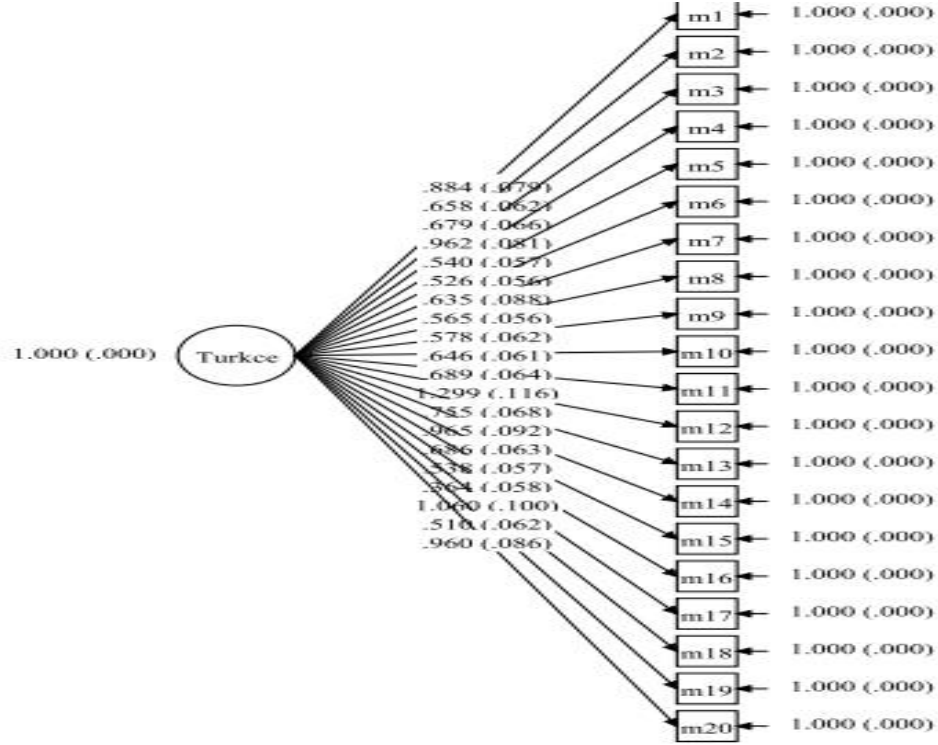 m1 1.000 (.000)
m2 1.000 (.000)
m3 1.000 (.000)
m4 1.000 (.000)
m5 1.000 (.000)
m6 1.000 (.000)
m7 1.000 (.000)
m8 1.000 (.000)
m9 1.000 (.000)
m10 1.000 (.000)
m11 1.000 (.000)
m12 1.000 (.000)
m13 1.000 (.000)
m14 1.000 (.000)
m15 1.000 (.000)
m16 1.000 (.000)
m17 1.000 (.000)
m18 1.000 (.000)
m19 1.000 (.000)
m20 1.000 (.000)
.884 (.079)
.658 (.062)
.679 (.066)
.962 (.081)
.540 (.057)
.526 (.056)
.635 (.088)
.565 (.056)
.578 (.062)
.646 (.061)
.689 (.064)
1.299 (.116)
.755 (.068)
.965 (.092)
.686 (.063)
.538 (.057)
(.058)
1.060 (.100)
.510 (.062)
.960 (.086)
1.000 (.000) Turkce